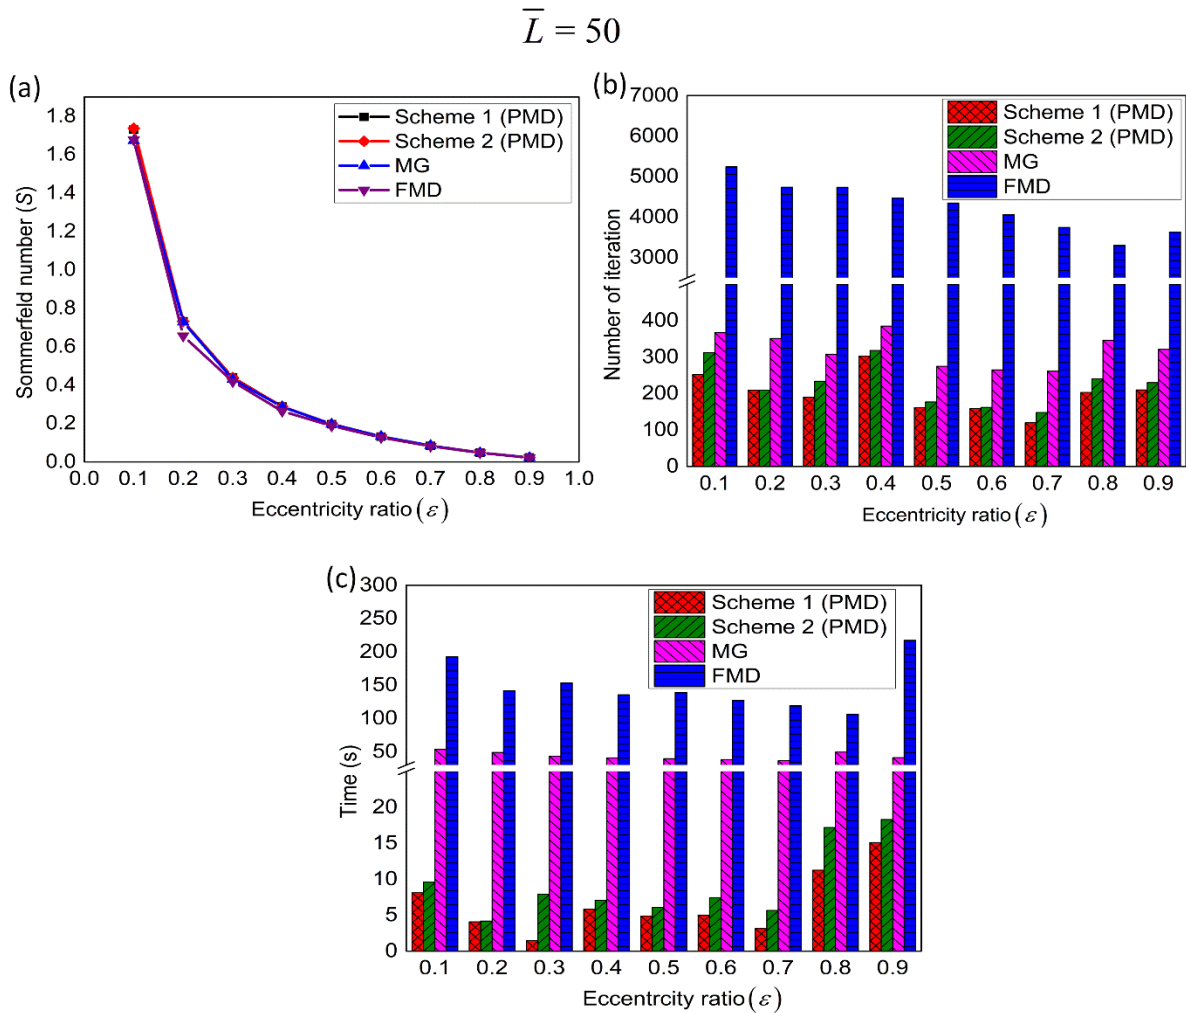 L̅ = 50
(a)
Sommerfeld number (S)
1.8
1.6
1.4
1.2
1.0
0.8
0.6
0.4
0.2
0.0
Scheme 1 (PMD)
Scheme 2 (PMD)
MG
FMD
0.0 0.1 0.2 0.3 0.4 0.5 0.6 0.7 0.8 0.9 1.0
Eccentricity ratio (ε)
(b)
Number of iteration
7000
6000
5000
4000
3000
400
300
200
100
0
Scheme 1 (PMD)
Scheme 2 (PMD)
MG
FMD
0.1 0.2 0.3 0.4 0.5 0.6 0.7 0.8 0.9
Eccentricity ratio (ε)
(c)
Time (s)
300
250
200
150
100
50
20
15
10
5
0
Scheme 1 (PMD)
Scheme 2 (PMD)
MG
FMD
0.1 0.2 0.3 0.4 0.5 0.6 0.7 0.8 0.9
Eccentrcity ratio (ε)